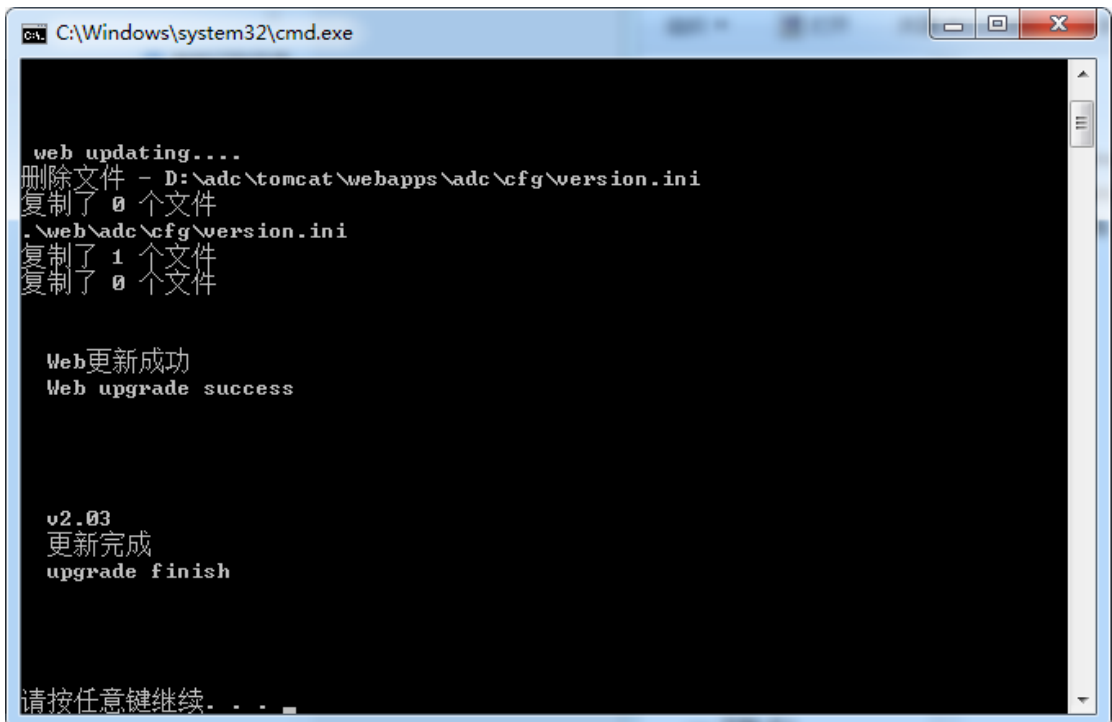 C:\Windows\system32\cmd.exe
web updating....
删除文件 - D:\adc\tomcat\webapps\adc\cfg\version.ini
复制了 0 个文件
.\web\adc\cfg\version.ini
复制了 1 个文件
复制了 0 个文件
Web更新成功
Web upgrade success
v2.03
更新完成
upgrade finish
请按任意键继续. . .